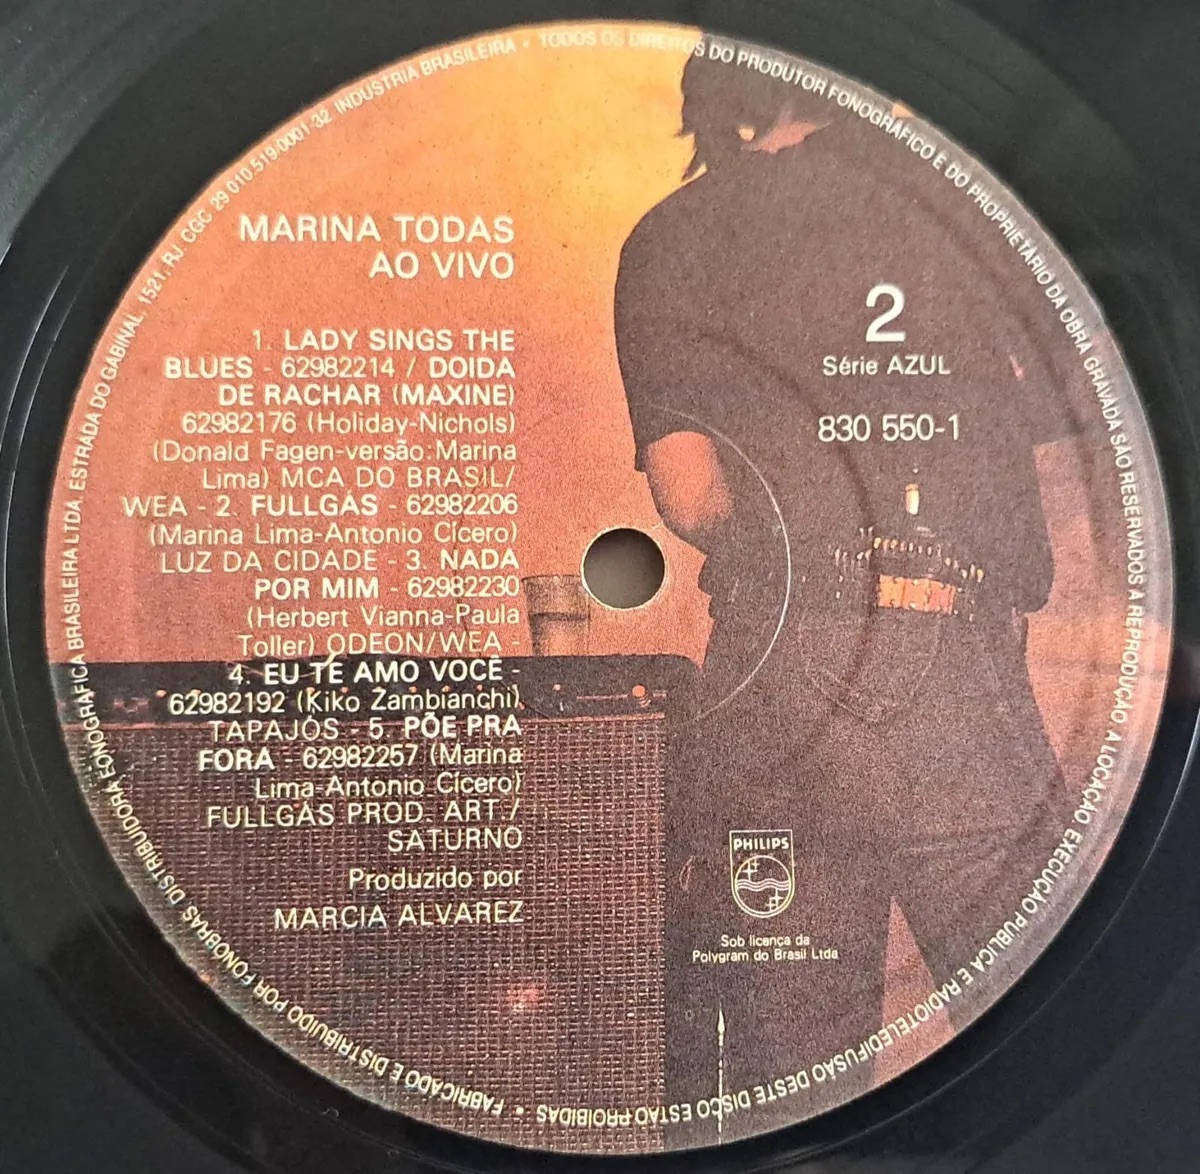 MARINA TODAS
AO VIVO
1. LADY SINGS THE
BLUES - 62982214 / DOIDA
DE RACHAR (MAXINE)
62982176 (Holiday-Nichols)
(Donald Fagen-versão: Marina
Lima) MCA DO BRASIL/
WEA - 2. FULLGÁS - 62982206
(Marina Lima-Antonio Cícero)
LUZ DA CIDADE - 3. NADA
POR MIM - 62982230
(Herbert Vianna-Paula
Toller) ODEON/WEA -
4. EU TE AMO VOCÊ -
62982192 (Kiko Zambianchi)
TAPAJÓS - 5. PÕE PRA
FORA - 62982257 (Marina
Lima-Antonio Cícero)
FULLGÁS PROD. ART./
SATURNO
Produzido por
MARCIA ALVAREZ
2
Série AZUL
830 550-1
PHILIPS
Sob licença da
Polygram do Brasil Ltda
FABRICADO E DISTRIBUIDO POR FONOBRÁS DISTRIBUIDORA FONOGRÁFICA BRASILEIRA LTDA. ESTRADA DO GABINAL, 1521, RJ. CGC 29.010.519.0001-32. INDÚSTRIA BRASILEIRA • TODOS OS DIREITOS DO PRODUTOR FONOGRÁFICO E DO PROPRIETÁRIO DA OBRA GRAVADA SÃO RESERVADOS A REPRODUÇÃO, A LOCAÇÃO, EXECUÇÃO PÚBLICA E RADIOTELEDIFUSÃO DESTE DISCO ESTÃO PROIBIDAS •